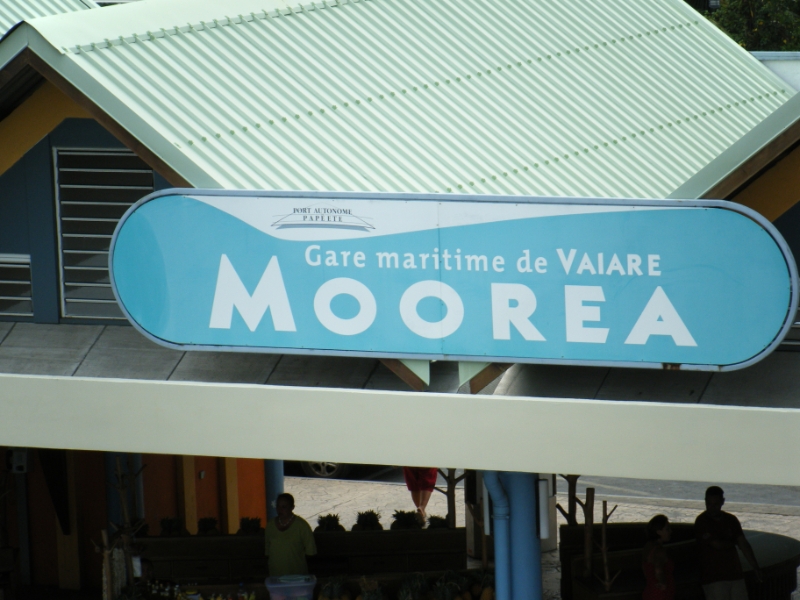 PORT AUTONOME
PAPEETE
Gare maritime de VAIARE
MOOREA